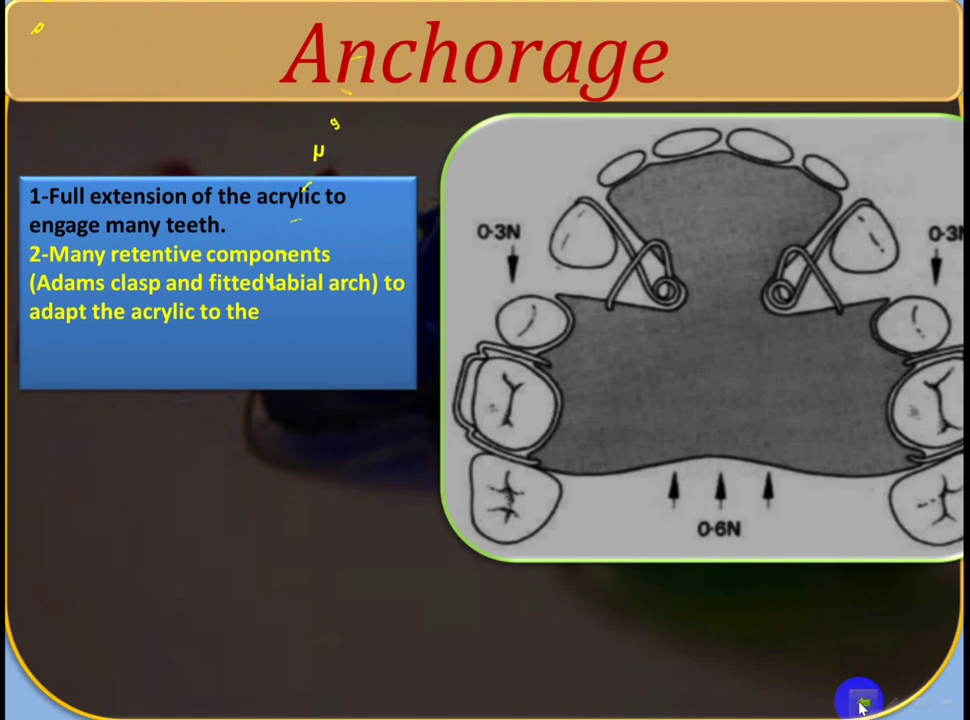 Anchorage
1-Full extension of the acrylic to
engage many teeth.
2-Many retentive components
(Adams clasp and fitted labial arch) to
adapt the acrylic to the
0·3N
0·3N
0·6N